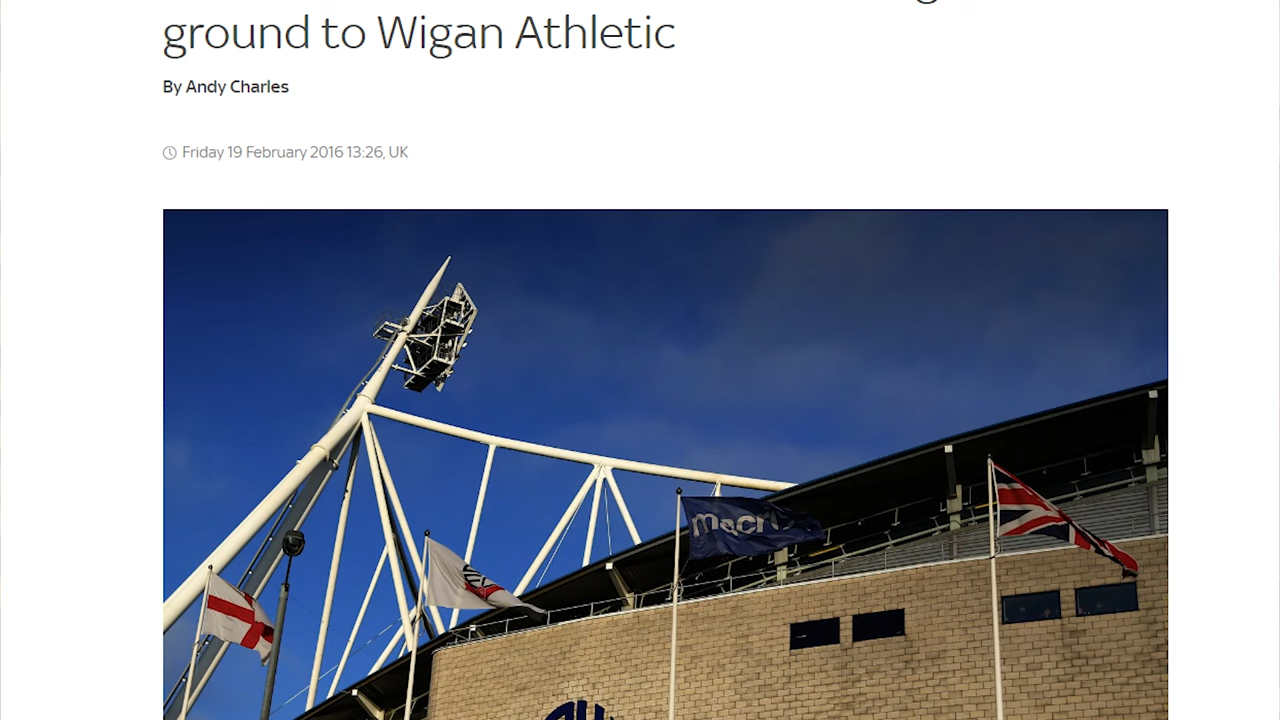 ground to Wigan Athletic
By Andy Charles
Friday 19 February 2016 13:26, UK